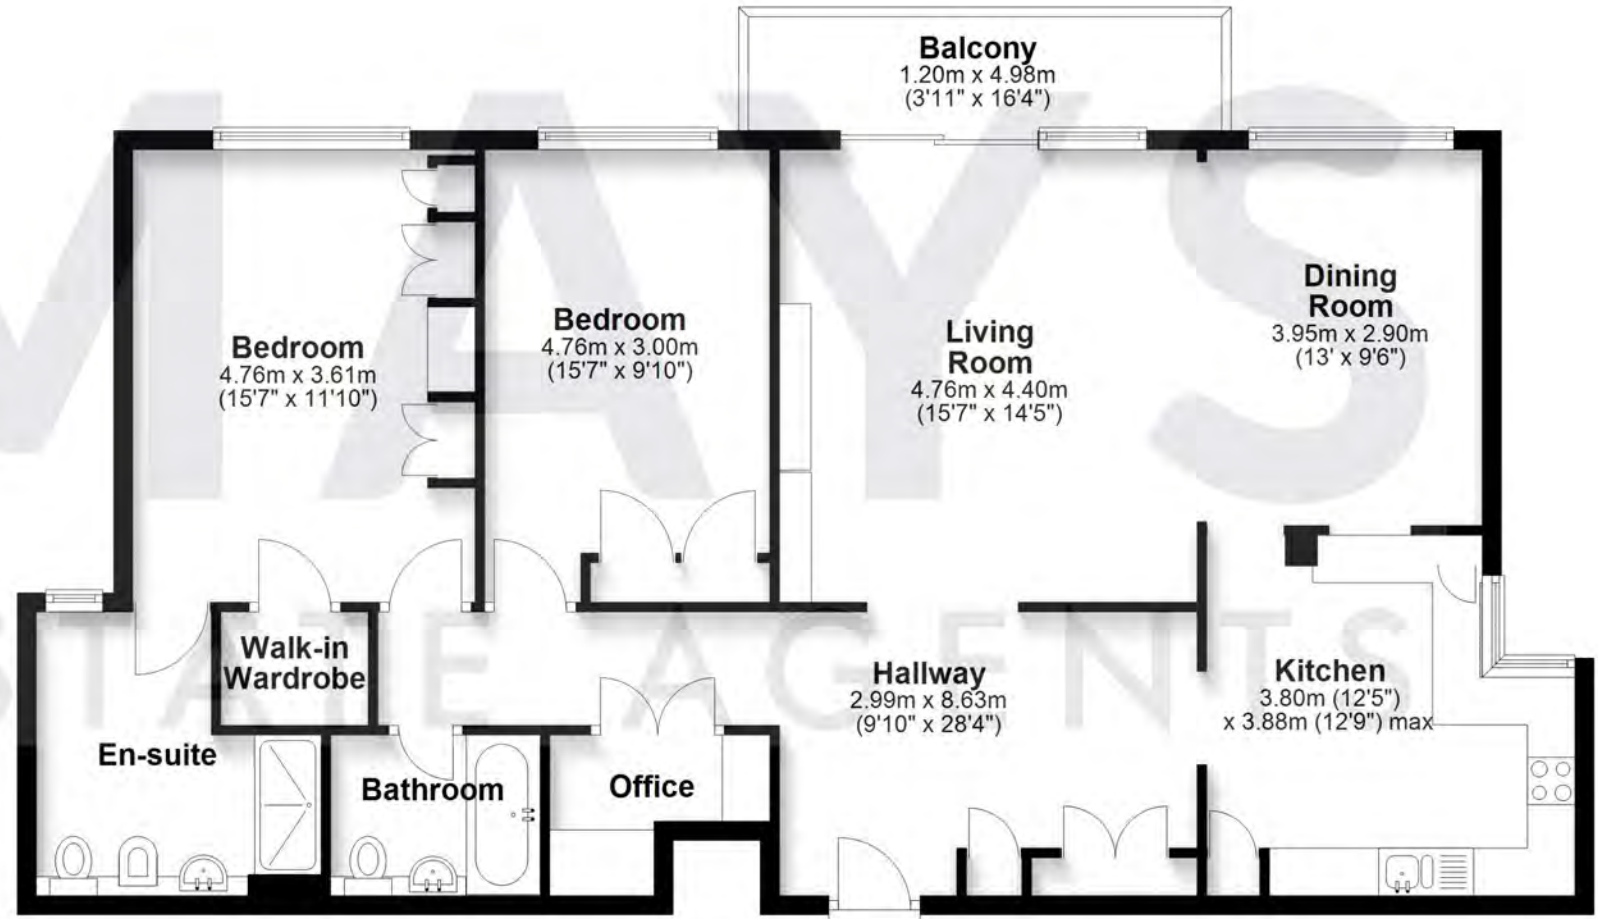 Balcony
1.20m x 4.98m
(3'11" x 16'4")
Bedroom
4.76m x 3.61m
(15'7" x 11'10")
Bedroom
4.76m x 3.00m
(15'7" x 9'10")
Living
Room
4.76m x 4.40m
(15'7" x 14'5")
Dining
Room
3.95m x 2.90m
(13' x 9'6")
Walk-in
Wardrobe
Hallway
2.99m x 8.63m
(9'10" x 28'4")
Kitchen
3.80m (12'5")
x 3.88m (12'9") max
En-suite
Bathroom
Office
MAYS
ESTATE AGENTS